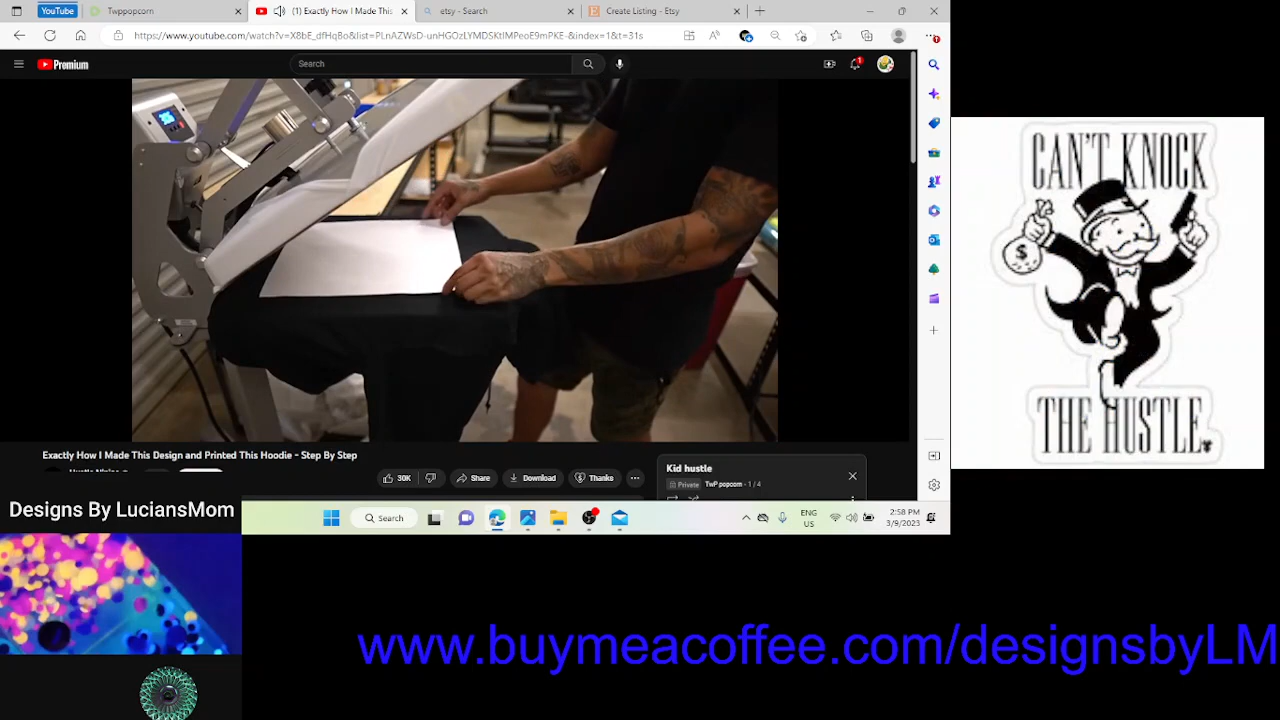 YouTube
Twppopcorn
(1) Exactly How I Made This
etsy - Search
Create Listing - Etsy
https://www.youtube.com/watch?v=X8bE_dfHqBo&list=PLnAZWsD-unHGOzLYMDSKtIMPeoE9mPKE-&index=1&t=31s
Premium
Search
1
CAN'T KNOCK
$
THE HUSTLE
Exactly How I Made This Design and Printed This Hoodie - Step By Step
30K
Share
Download
Thanks
Kid hustle
Private TwP popcorn - 1 / 4
Designs By LuciansMom
Search
ENG
US
2:58 PM
3/9/2023
www.buymeacoffee.com/designsbyLM